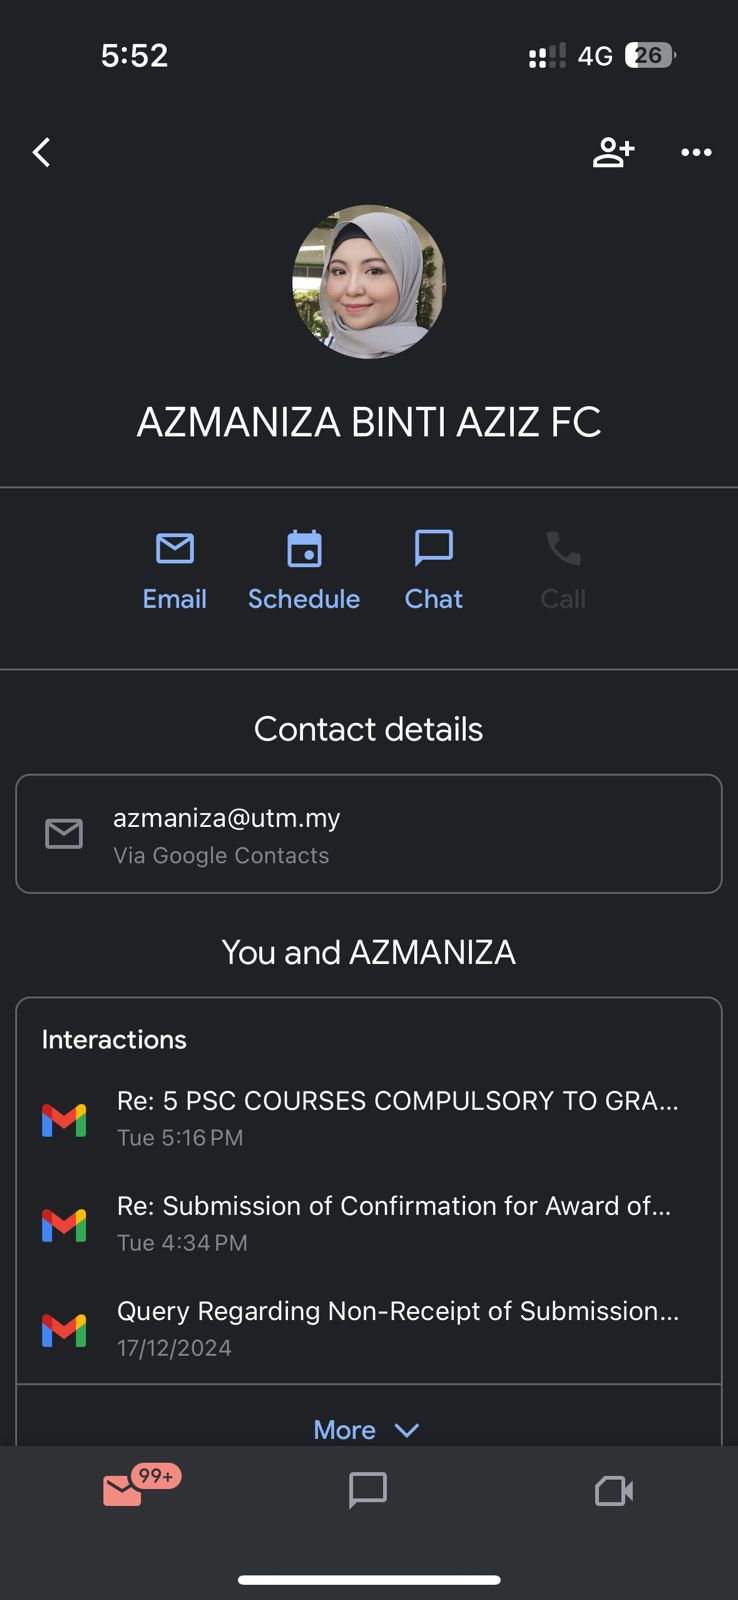 5:52
4G
26
AZMANIZA BINTI AZIZ FC
Email
Schedule
Chat
Call
Contact details
azmaniza@utm.my
Via Google Contacts
You and AZMANIZA
Interactions
Re: 5 PSC COURSES COMPULSORY TO GRA...
Tue 5:16 PM
Re: Submission of Confirmation for Award of...
Tue 4:34 PM
Query Regarding Non-Receipt of Submission...
17/12/2024
More
99+